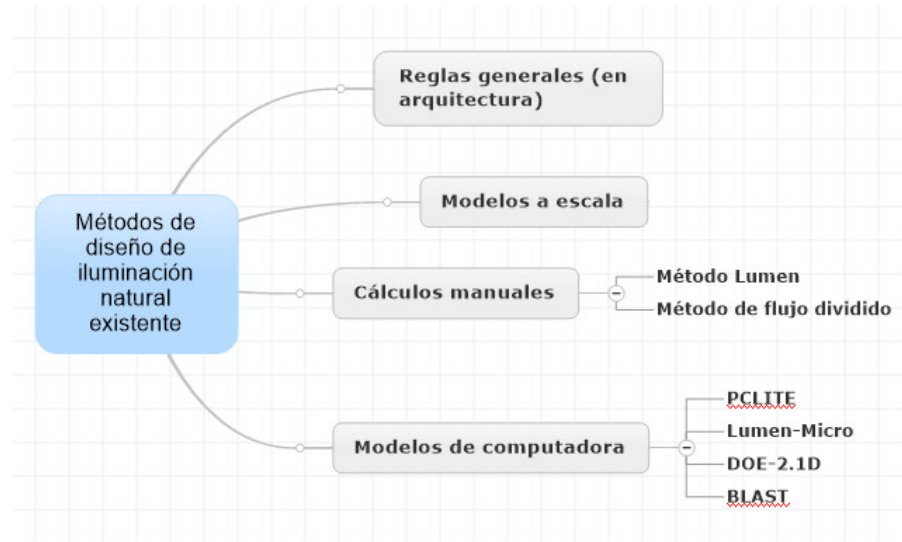 Reglas generales (en
arquitectura)
Modelos a escala
Métodos de
diseño de
iluminación
natural
existente
Cálculos manuales
Método Lumen
Método de flujo dividido
Modelos de computadora
PCLITE
Lumen-Micro
DOE-2.1D
BLAST